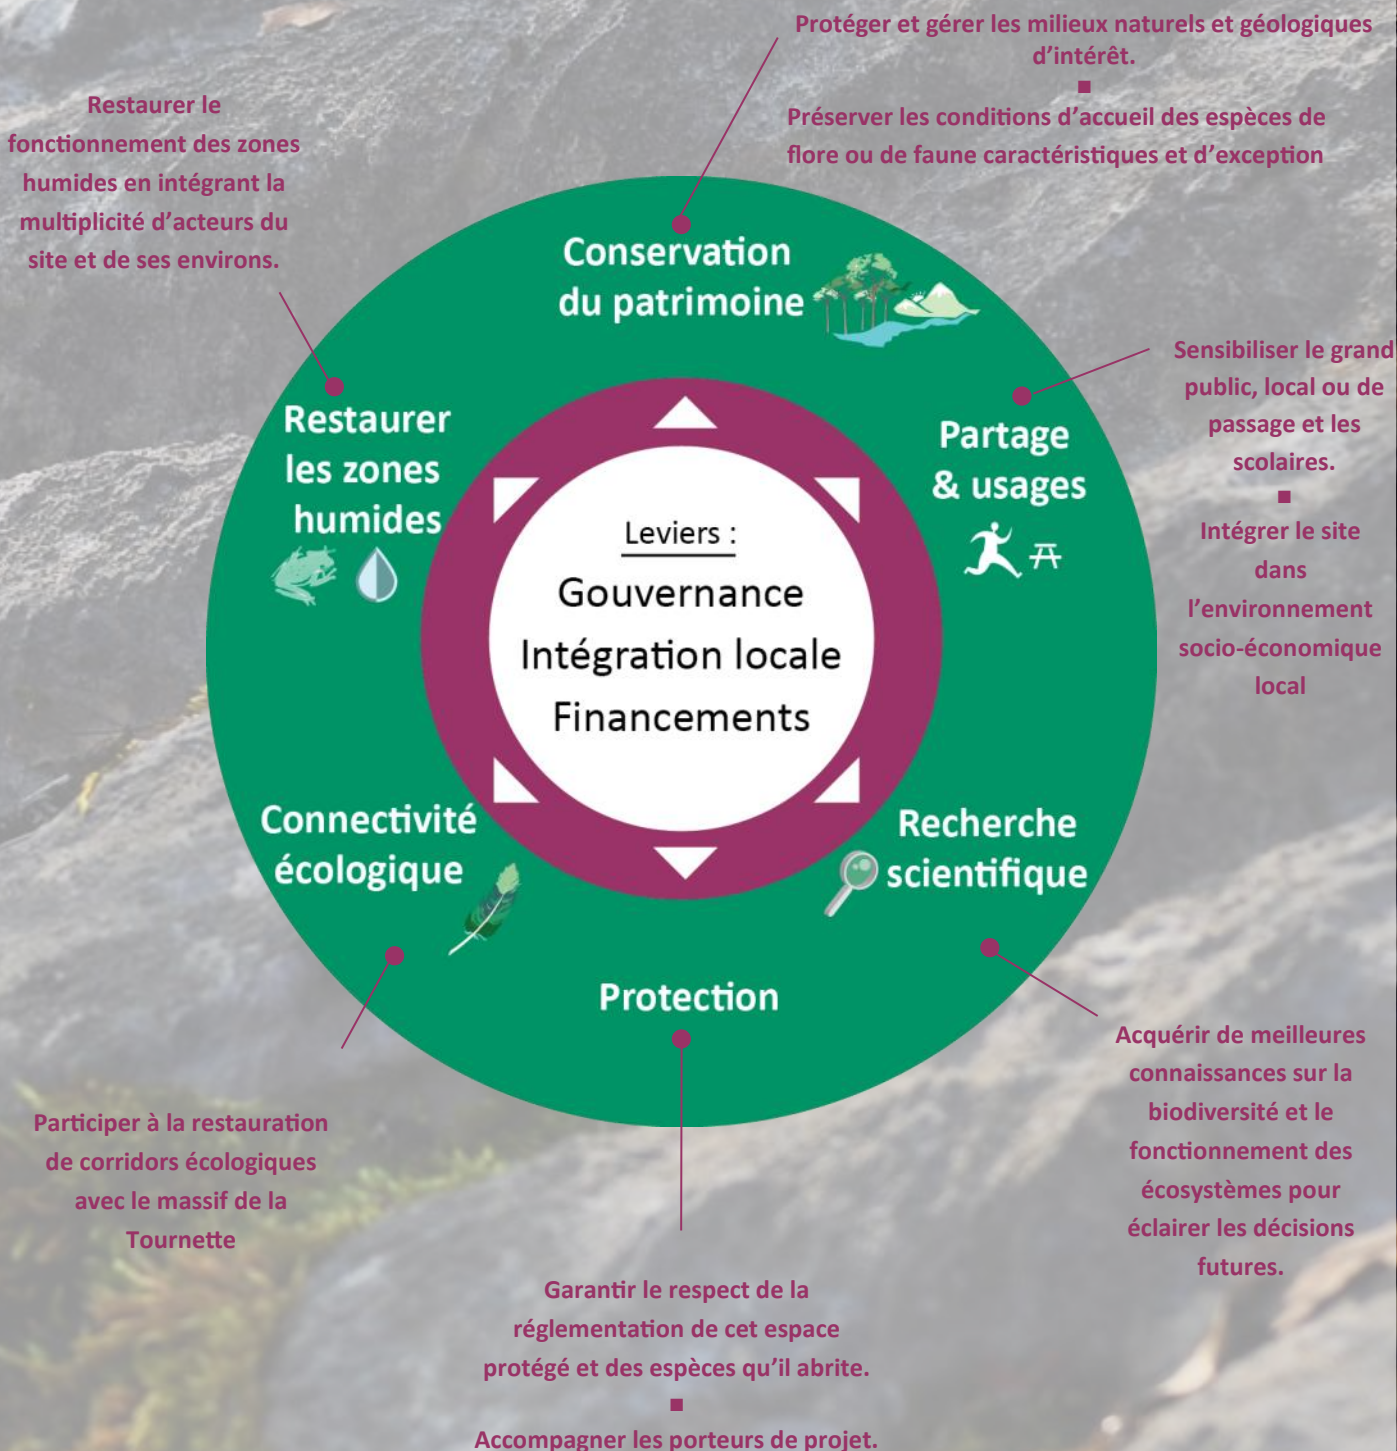 Protéger et gérer les milieux naturels et géologiques
d’intérêt.
■
Préserver les conditions d’accueil des espèces de
flore ou de faune caractéristiques et d’exception
Restaurer le
fonctionnement des zones
humides en intégrant la
multiplicité d’acteurs du
site et de ses environs.
Conservation
du patrimoine
Restaurer
les zones
humides
Partage
& usages
Sensibiliser le grand
public, local ou de
passage et les
scolaires.
■
Intégrer le site
dans
l’environnement
socio-économique
local
Leviers :
Gouvernance
Intégration locale
Financements
Connectivité
écologique
Recherche
scientifique
Protection
Participer à la restauration
de corridors écologiques
avec le massif de la
Tournette
Acquérir de meilleures
connaissances sur la
biodiversité et le
fonctionnement des
écosystèmes pour
éclairer les décisions
futures.
Garantir le respect de la
réglementation de cet espace
protégé et des espèces qu’il abrite.
■
Accompagner les porteurs de projet.